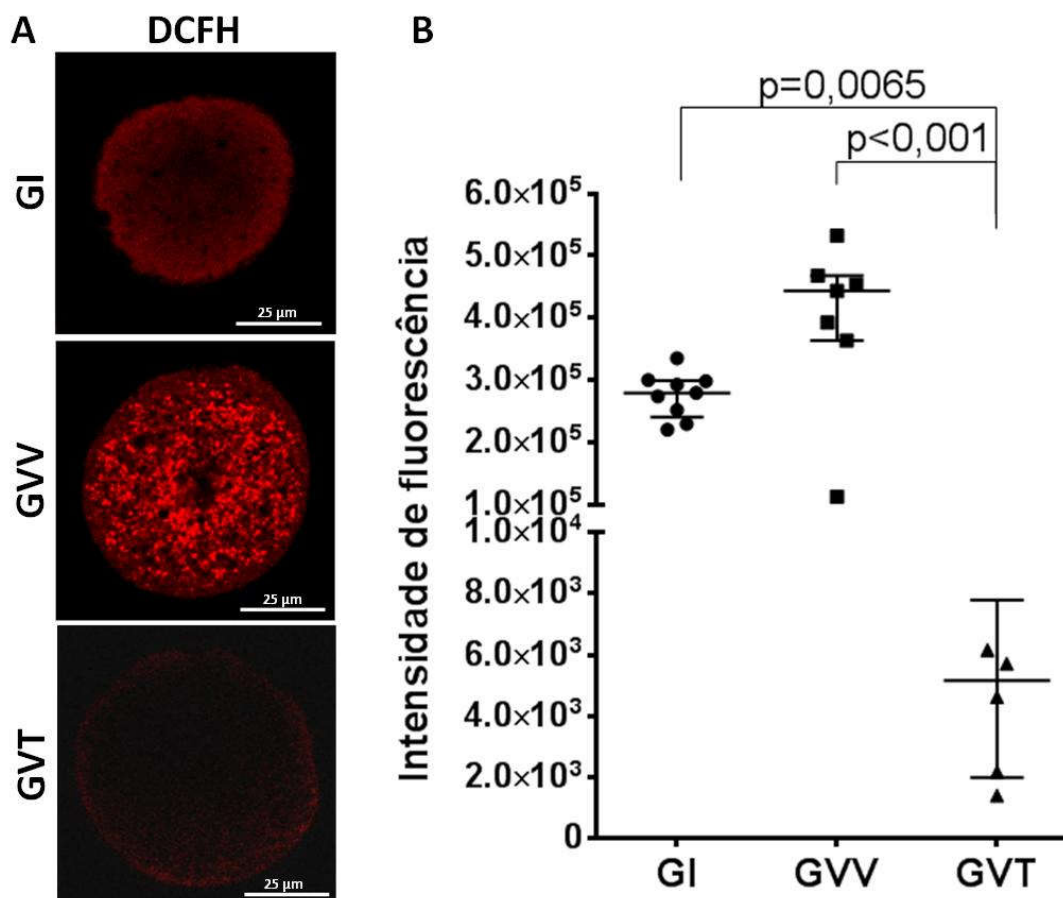 A
DCFH
GI
25 µm
GVV
25 µm
GVT
25 µm
B
p=0,0065
p<0,001
Intensidade de fluorescência
6.0×10⁵
5.0×10⁵
4.0×10⁵
3.0×10⁵
2.0×10⁵
1.0×10⁵
1.0×10⁴
8.0×10³
6.0×10³
4.0×10³
2.0×10³
0
GI GVV GVT